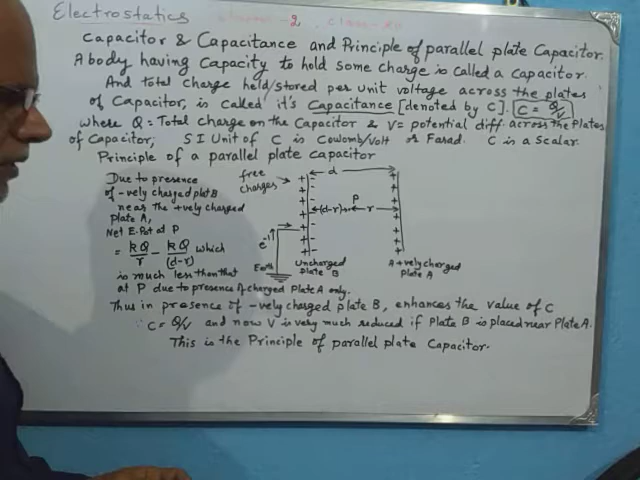 Electrostatics chapter-2, class-XII
Capacitor & Capacitance and Principle of parallel plate Capacitor.
A body having Capacity to hold some charge is called a Capacitor.
And Total charge held/stored per unit voltage across the plates
of Capacitor, is called it's Capacitance [denoted by C]. C = Q/V
where Q = Total charge on the Capacitor & V = potential diff. across the Plates
of Capacitor, S I Unit of C is Coulomb/Volt or Farad. C is a Scalar.
Principle of a parallel plate capacitor
Due to presence
of -vely charged plat B
near the +vely charged
plate A,
Net E. Pot at P
= kQ/r - kQ/(d-r) which
is much less than that
at P due to presence of charged Plate A only.
free
charges
d
(d-r) P r
e⁻¹
Earth
Uncharged
Plate B
A +vely charged
Plate A
Thus in presence of -vely charged plate B, enhances the value of C
∵ C = Q/V and now V is very much reduced if Plate B is placed near Plate A.
This is the Principle of parallel plate Capacitor.